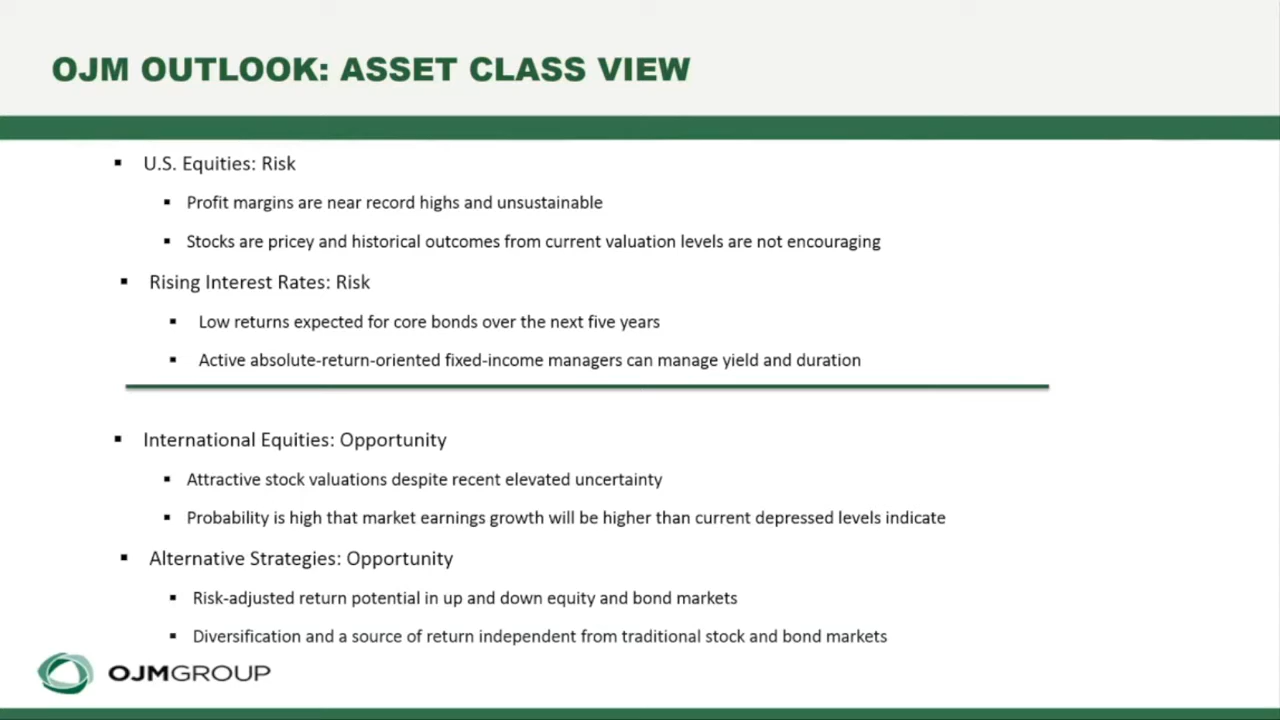 OJM OUTLOOK: ASSET CLASS VIEW
▪ U.S. Equities: Risk
▪ Profit margins are near record highs and unsustainable
▪ Stocks are pricey and historical outcomes from current valuation levels are not encouraging
▪ Rising Interest Rates: Risk
▪ Low returns expected for core bonds over the next five years
▪ Active absolute-return-oriented fixed-income managers can manage yield and duration
▪ International Equities: Opportunity
▪ Attractive stock valuations despite recent elevated uncertainty
▪ Probability is high that market earnings growth will be higher than current depressed levels indicate
▪ Alternative Strategies: Opportunity
▪ Risk-adjusted return potential in up and down equity and bond markets
▪ Diversification and a source of return independent from traditional stock and bond markets
OJMGROUP